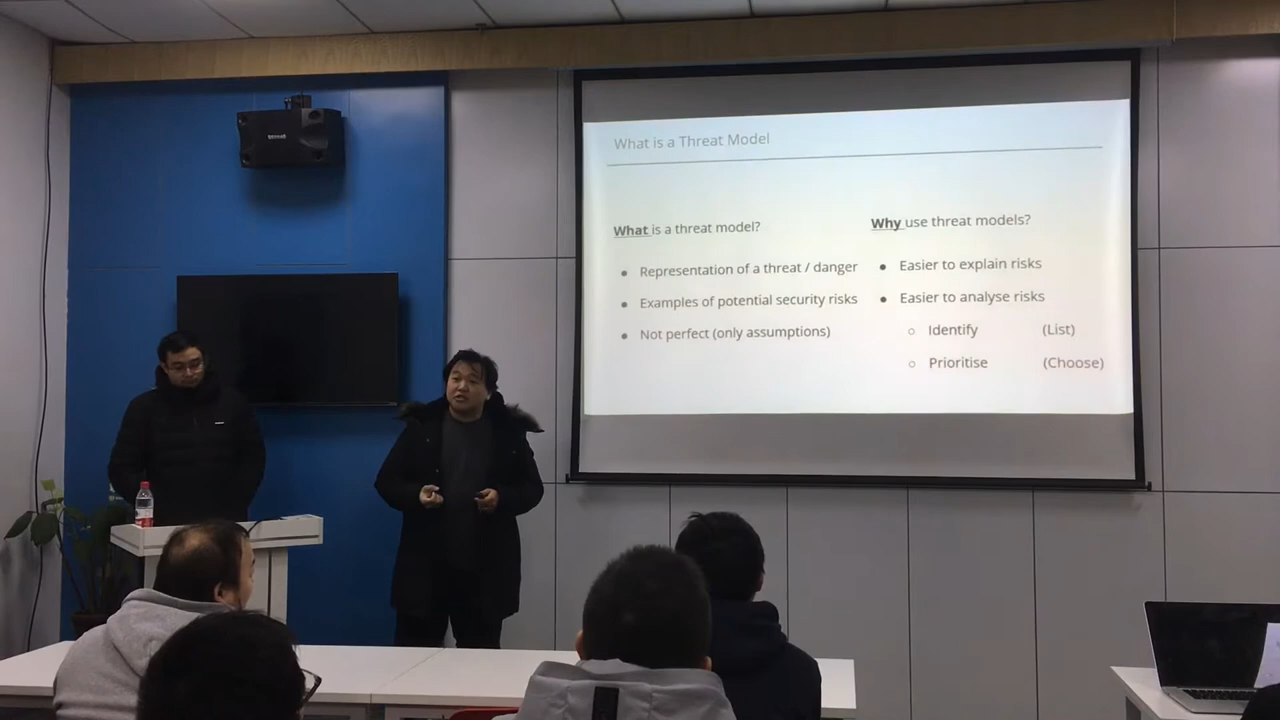 What is a Threat Model
What is a threat model?
Representation of a threat / danger
Examples of potential security risks
Not perfect (only assumptions)
Why use threat models?
Easier to explain risks
Easier to analyse risks
Identify (List)
Prioritise (Choose)